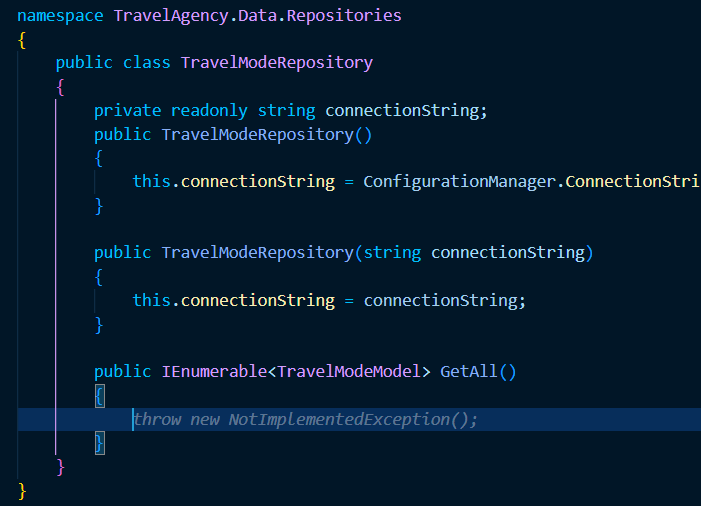 namespace TravelAgency.Data.Repositories
{
    public class TravelModeRepository
    {
        private readonly string connectionString;
        public TravelModeRepository()
        {
            this.connectionString = ConfigurationManager.ConnectionStri
        }

        public TravelModeRepository(string connectionString)
        {
            this.connectionString = connectionString;
        }

        public IEnumerable<TravelModeModel> GetAll()
        {
            throw new NotImplementedException();
        }
    }
}